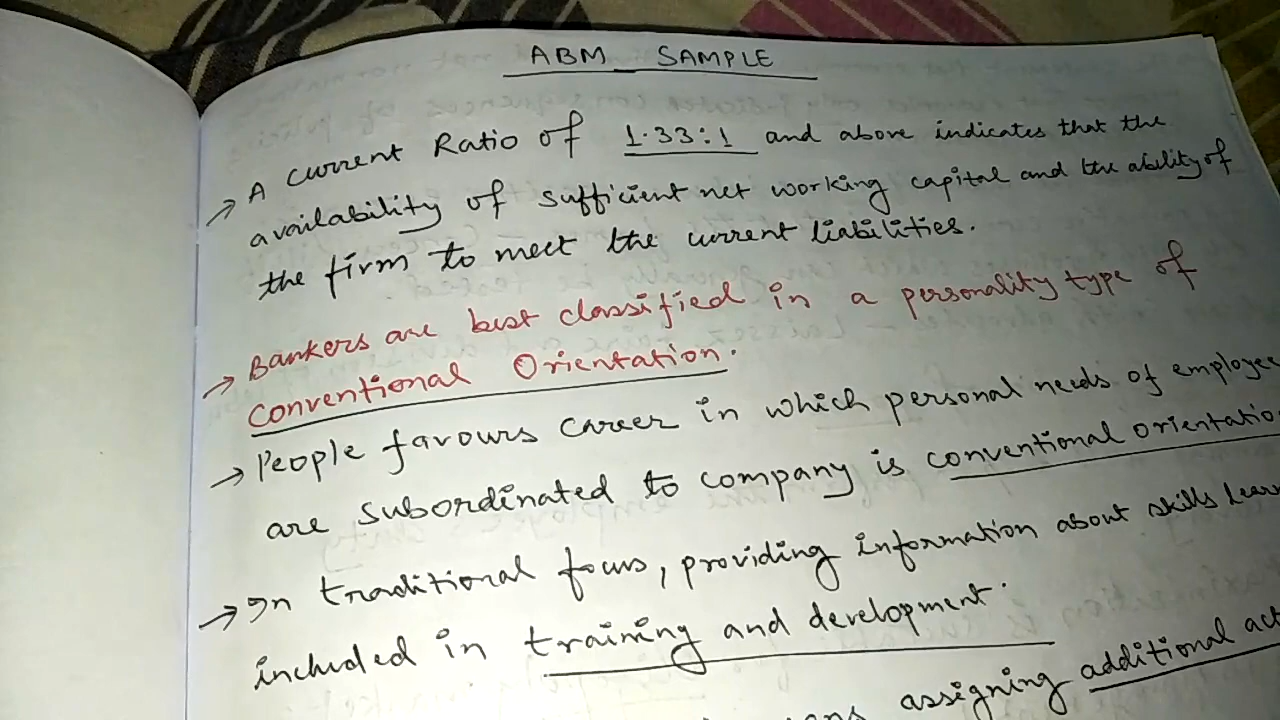 ABM SAMPLE
→ A current Ratio of 1.33:1 and above indicates that the
availability of sufficient net working capital and the ability of
the firm to meet the current liabilities.
→ Bankers are best classified in a personality type of
Conventional Orientation.
→ People favours career in which personal needs of employee
are subordinated to company is conventional orientatio
→ In traditional focus, providing information about skills lear
included in training and development.
assigning additional act